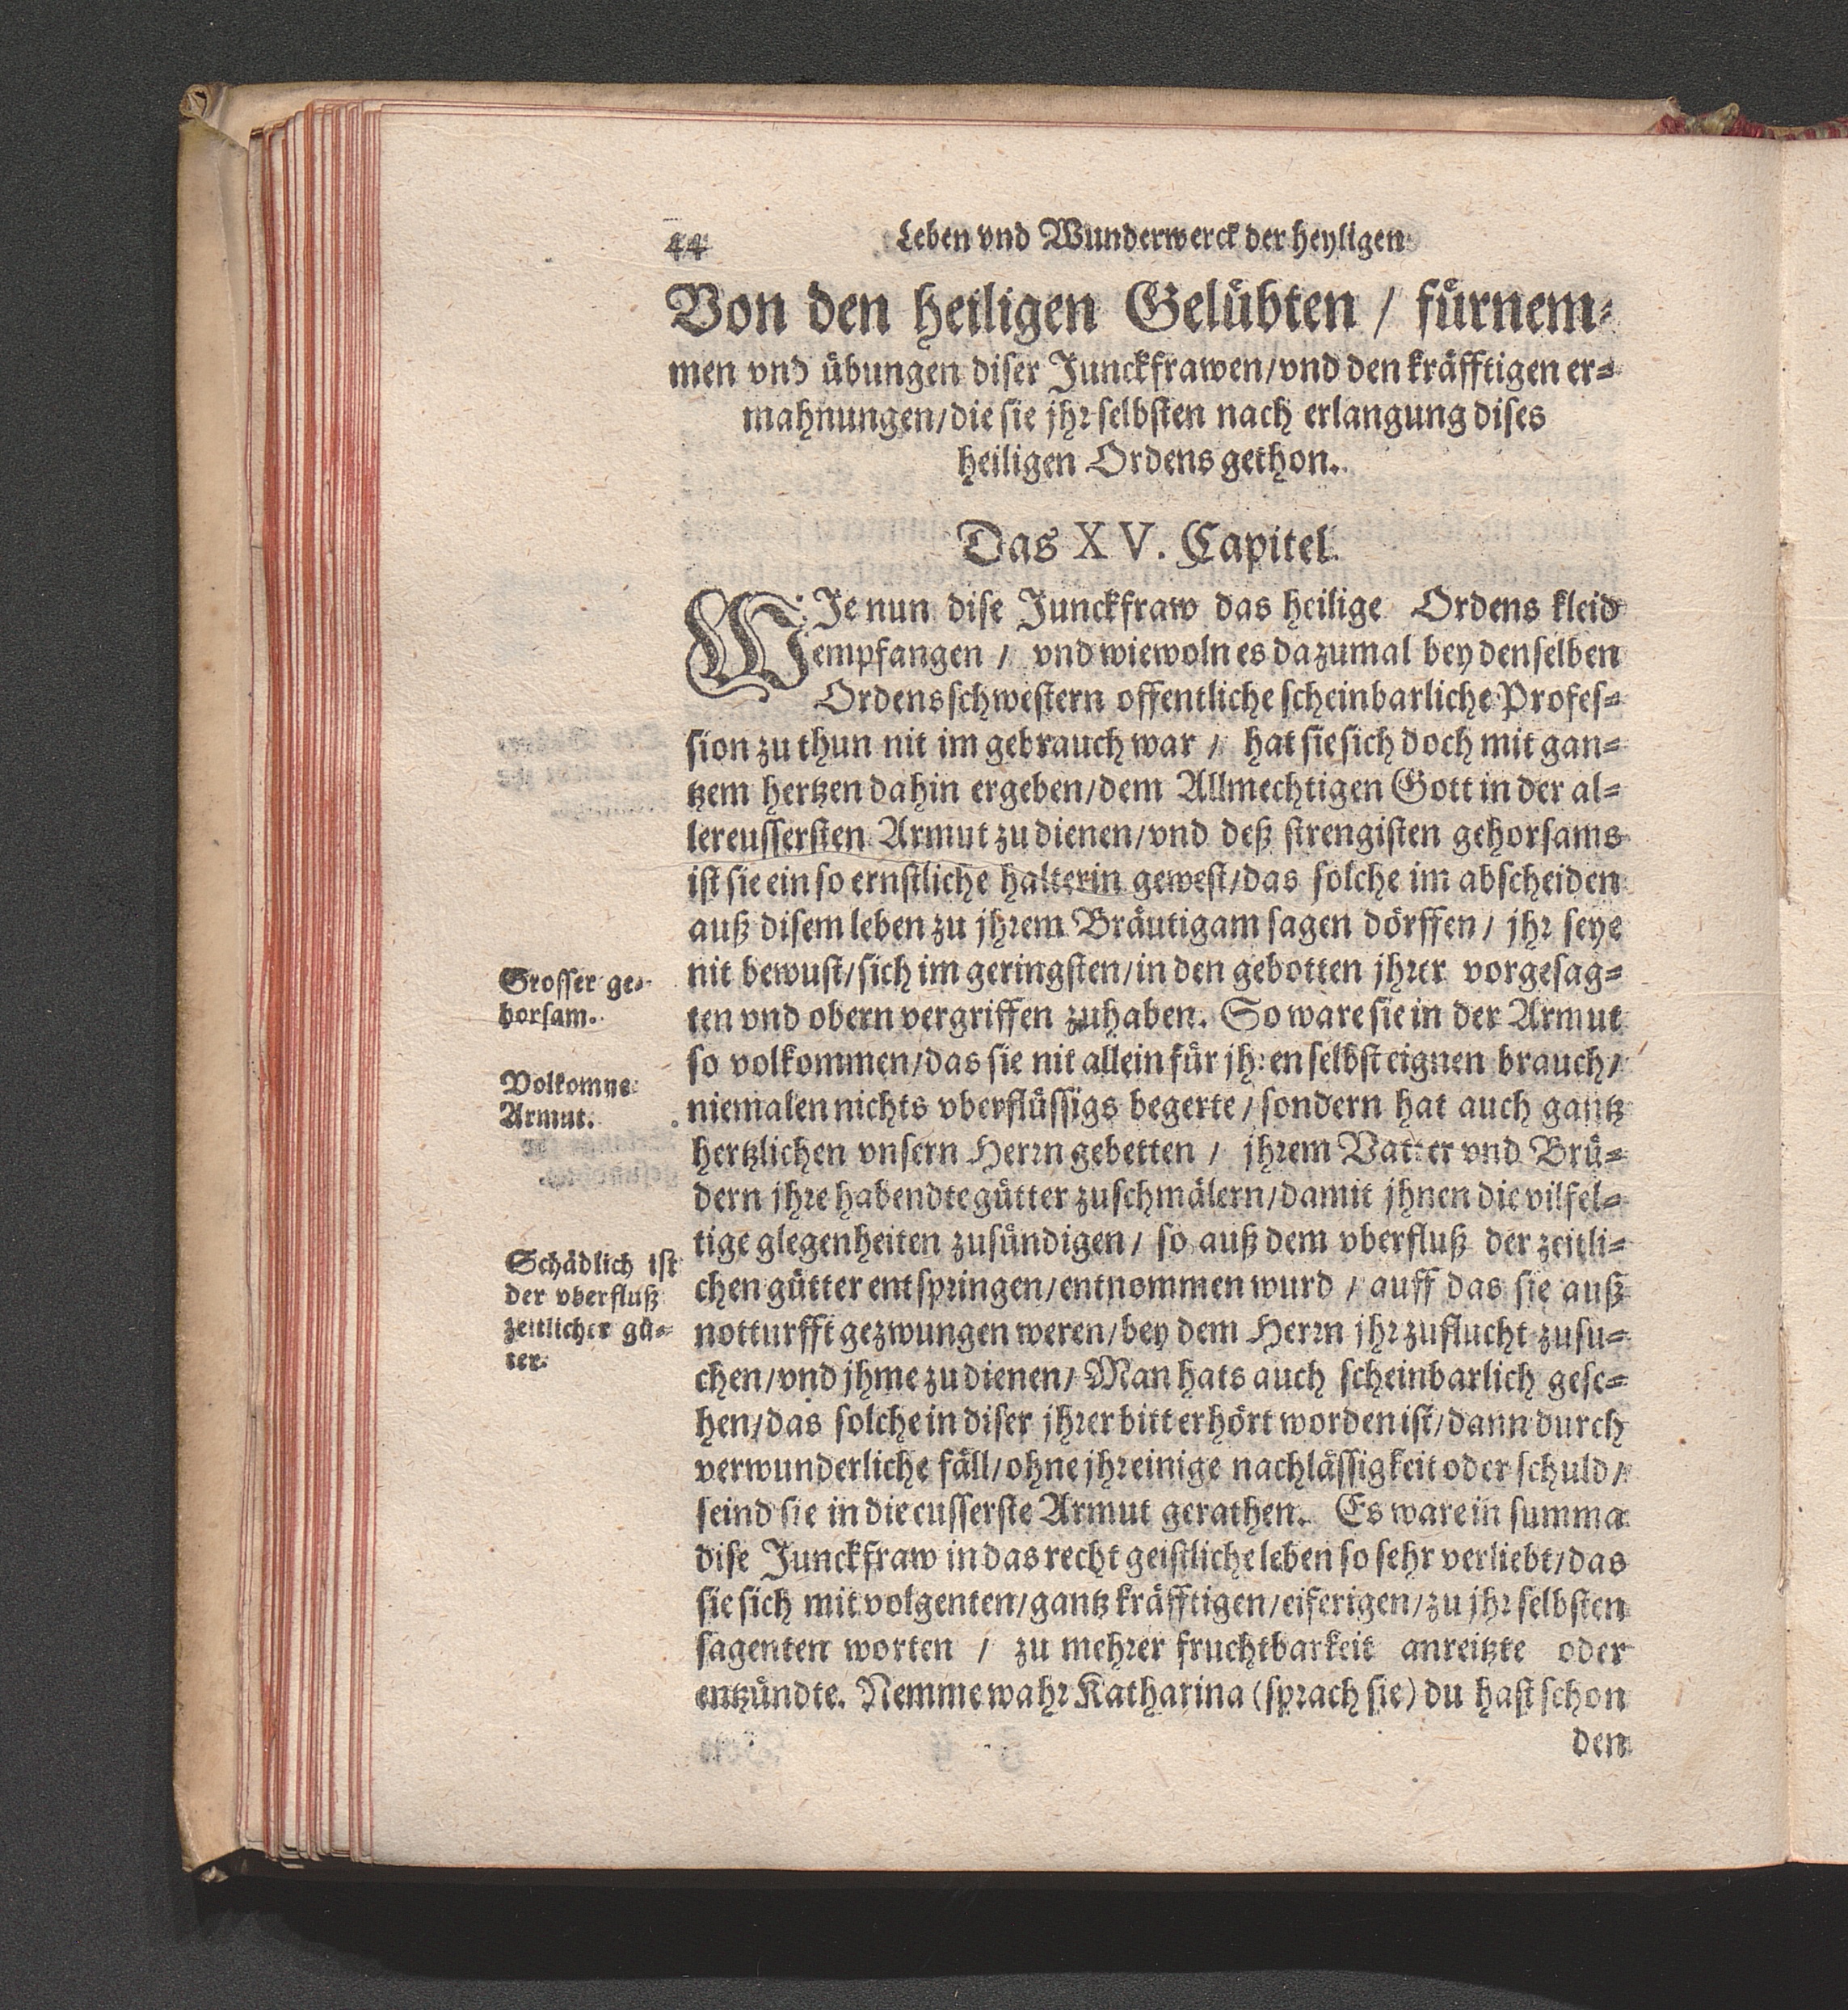 44 Leben vnd Wunderwerck der heyligen
Von den heiligen Gelübten / fürnem-
men vnd übungen diser Junckfrawen/vnd den kräfftigen er-
mahnungen/die sie jhr selbsten nach erlangung dises
heiligen Ordens gethon.
Das XV. Capitel.
WJe nun dise Junckfraw das heilige Ordens kleid
empfangen / vnd wiewoln es dazumal bey denselben
Ordensschwestern offentliche scheinbarliche Profes-
sion zu thun nit im gebrauch war / hat sie sich doch mit gan-
tzem hertzen dahin ergeben/dem Allmechtigen Gott in der al-
lereussersten Armut zu dienen/vnd deß strengisten gehorsams
ist sie ein so ernstliche halterin gewest/das solche im abscheiden
auß disem leben zu jhrem Bräutigam sagen dörffen / jhr seye
nit bewust/sich im geringsten/in den gebotten jhrer vorgesag-
ten vnd obern vergriffen zuhaben. So ware sie in der Armut
so volkommen/das sie nit allein für jhren selbst eignen brauch/
niemalen nichts vberflüssigs begerte / sondern hat auch gantz
hertzlichen vnsern Herrn gebetten / jhrem Vatter vnd Brü-
dern jhre habendte gütter zuschmälern/damit jhnen die vilfel-
tige glegenheiten zusündigen / so auß dem vberfluß der zeitli-
chen gütter entspringen/entnommen wurd / auff das sie auß
notturfft gezwungen weren/bey dem Herrn jhr zuflucht zusu-
chen/vnd jhme zu dienen/ Man hats auch scheinbarlich gese-
hen/das solche in diser jhrer bitt erhört worden ist/dann durch
verwunderliche fäll/ohne jhr einige nachlässigkeit oder schuld/
seind sie in die eusserste Armut gerathen. Es ware in summa
dise Junckfraw in das recht geistliche leben so sehr verliebt/das
sie sich mit volgenten/gantz kräfftigen/eiferigen/zu jhr selbsten
sagenten worten / zu mehrer fruchtbarkeit anreitzte oder
entzündte. Nemme wahr Katharina (sprach sie) du hast schon
den
Grosser ge-
horsam.
Volkomne
Armut.
Schädlich ist
der vberfluß
zeitlicher gü-
ter.